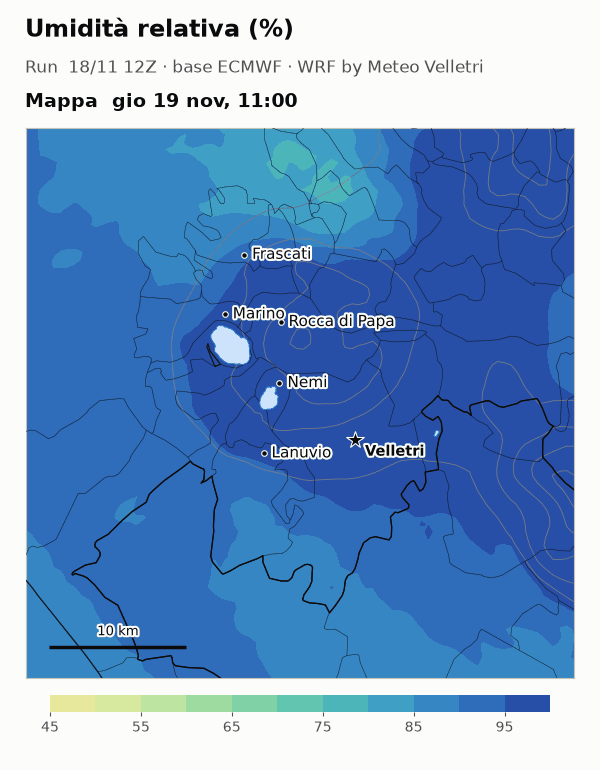 Umidità relativa (%)
Run  18/11 12Z · base ECMWF · WRF by Meteo Velletri
Mappa  gio 19 nov, 11:00
Frascati
Marino
Rocca di Papa
Nemi
Velletri
Lanuvio
10 km
45 55 65 75 85 95